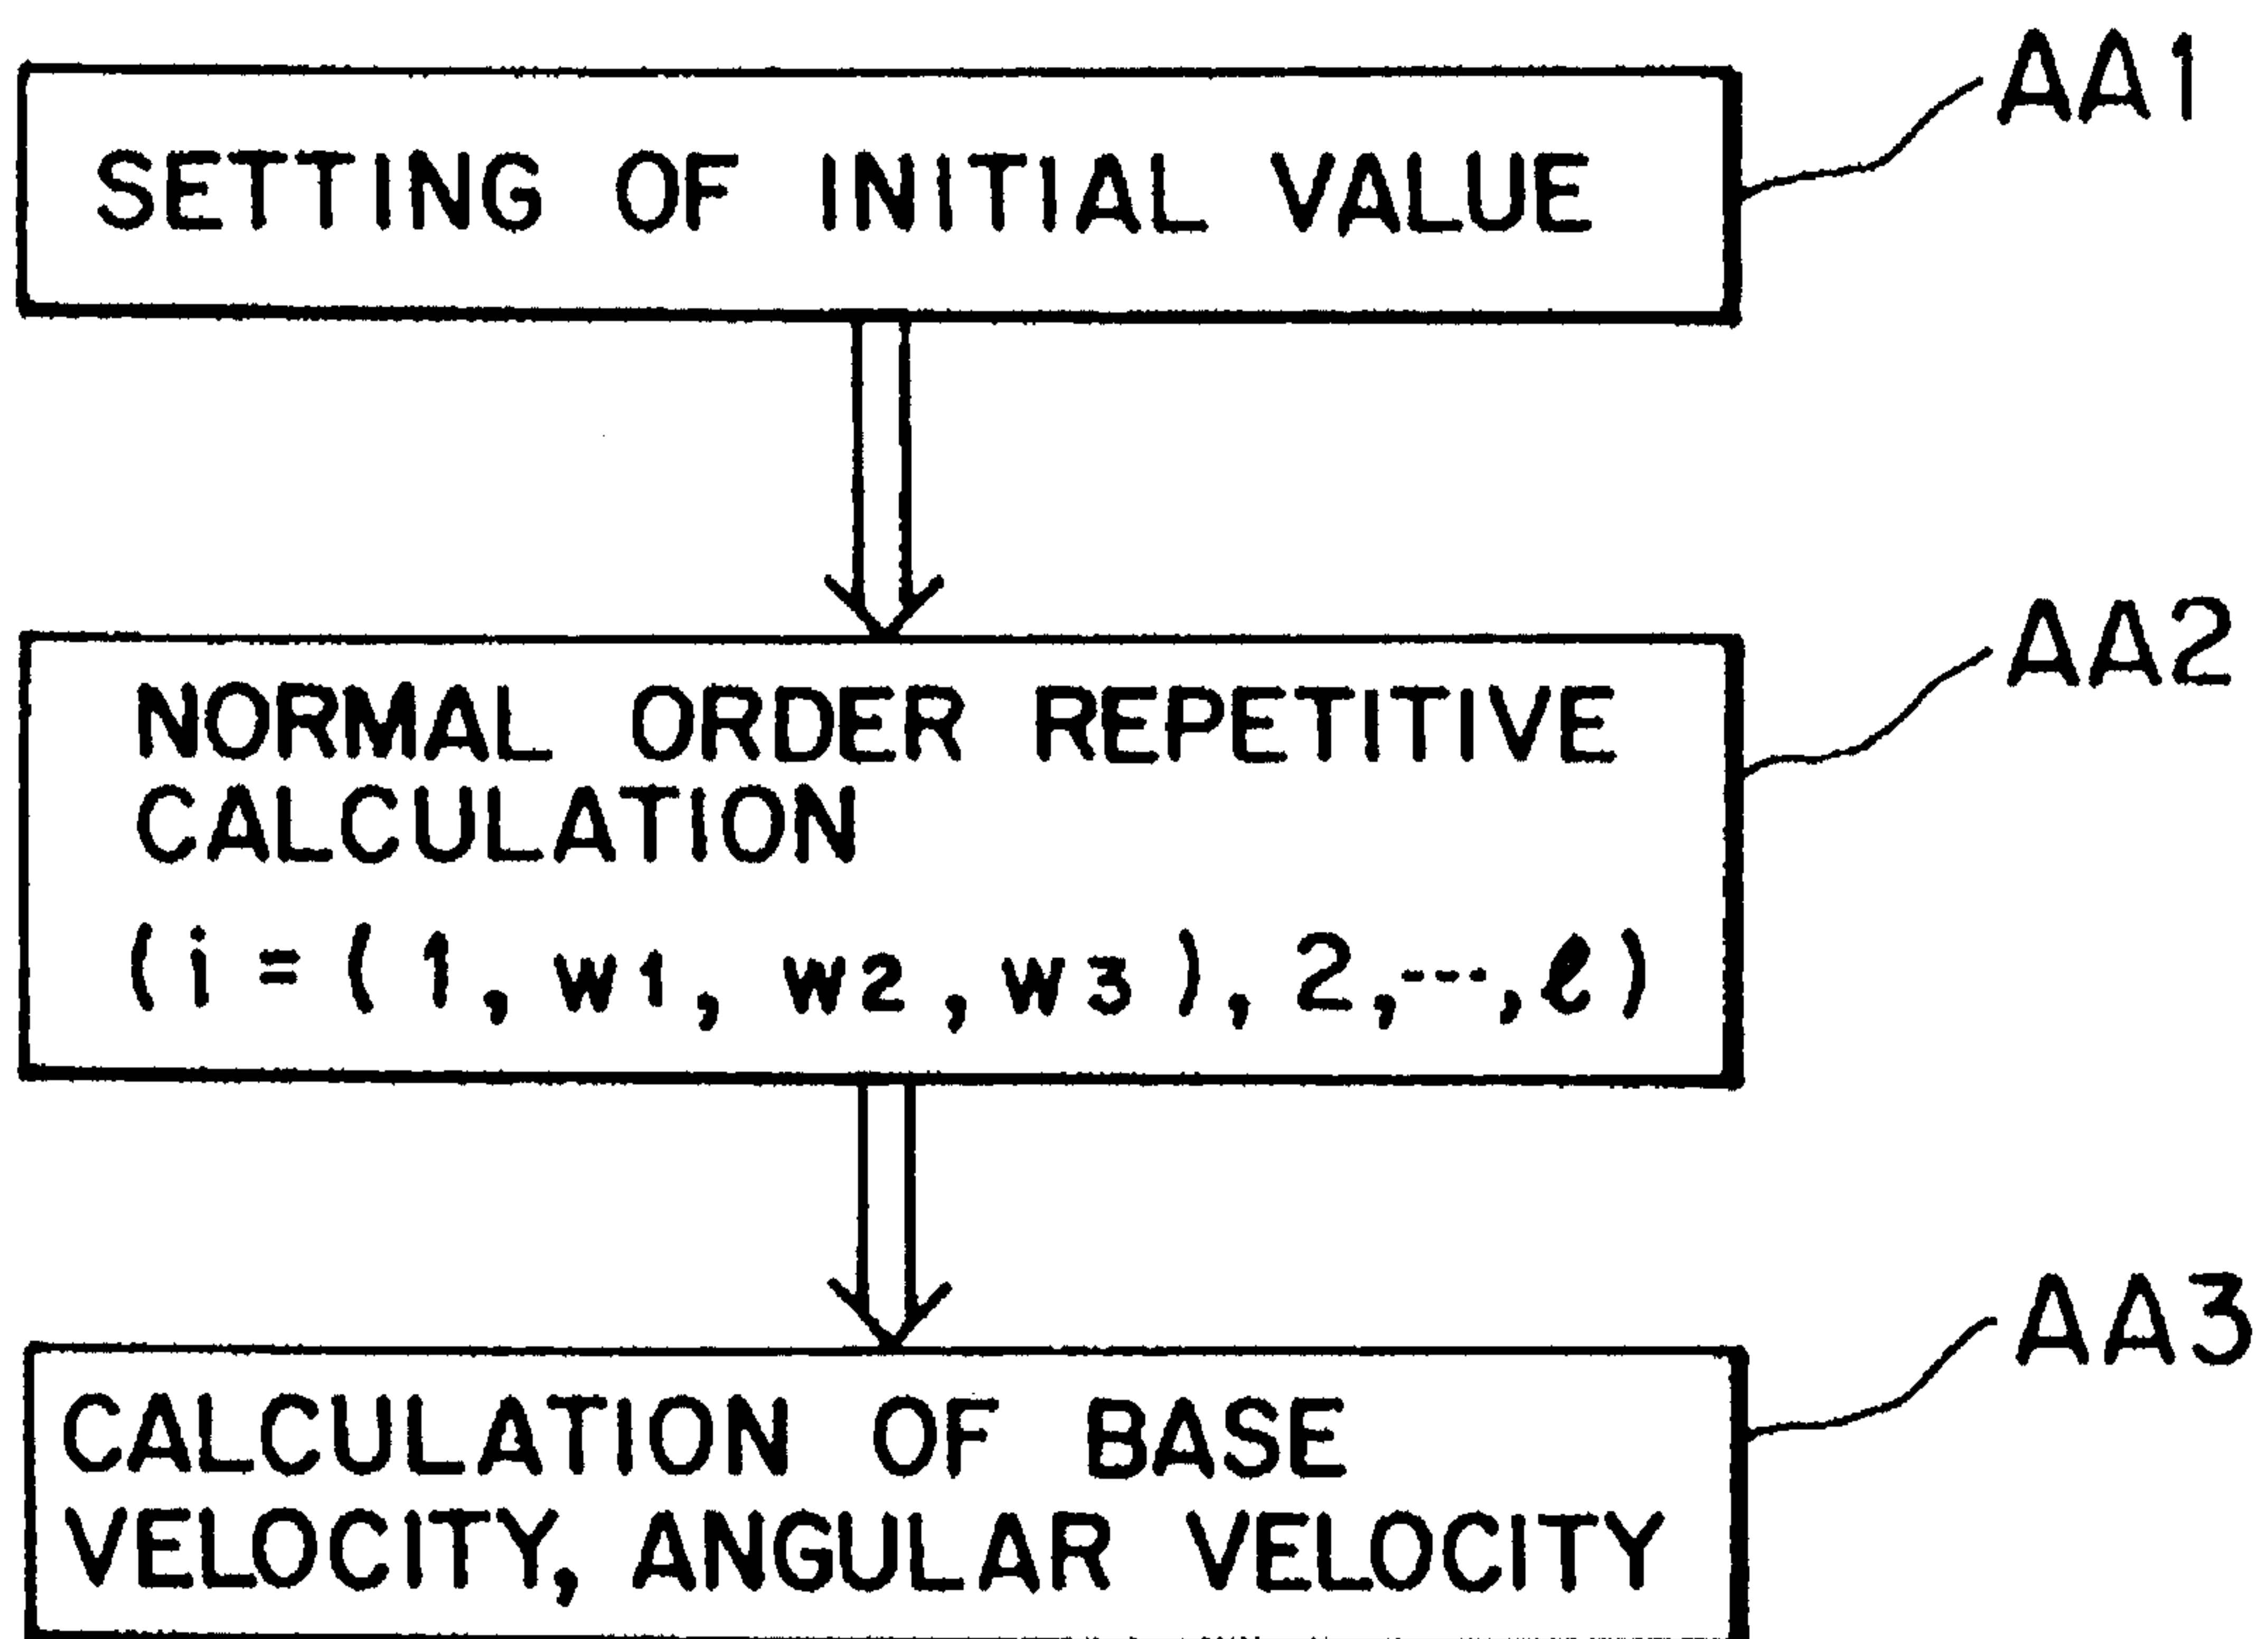 AA1
SETTING OF INITIAL VALUE
AA2
NORMAL ORDER REPETITIVE
CALCULATION
(i = (1, w1, w2, w3), 2, ---, ℓ)
AA3
CALCULATION OF BASE
VELOCITY, ANGULAR VELOCITY